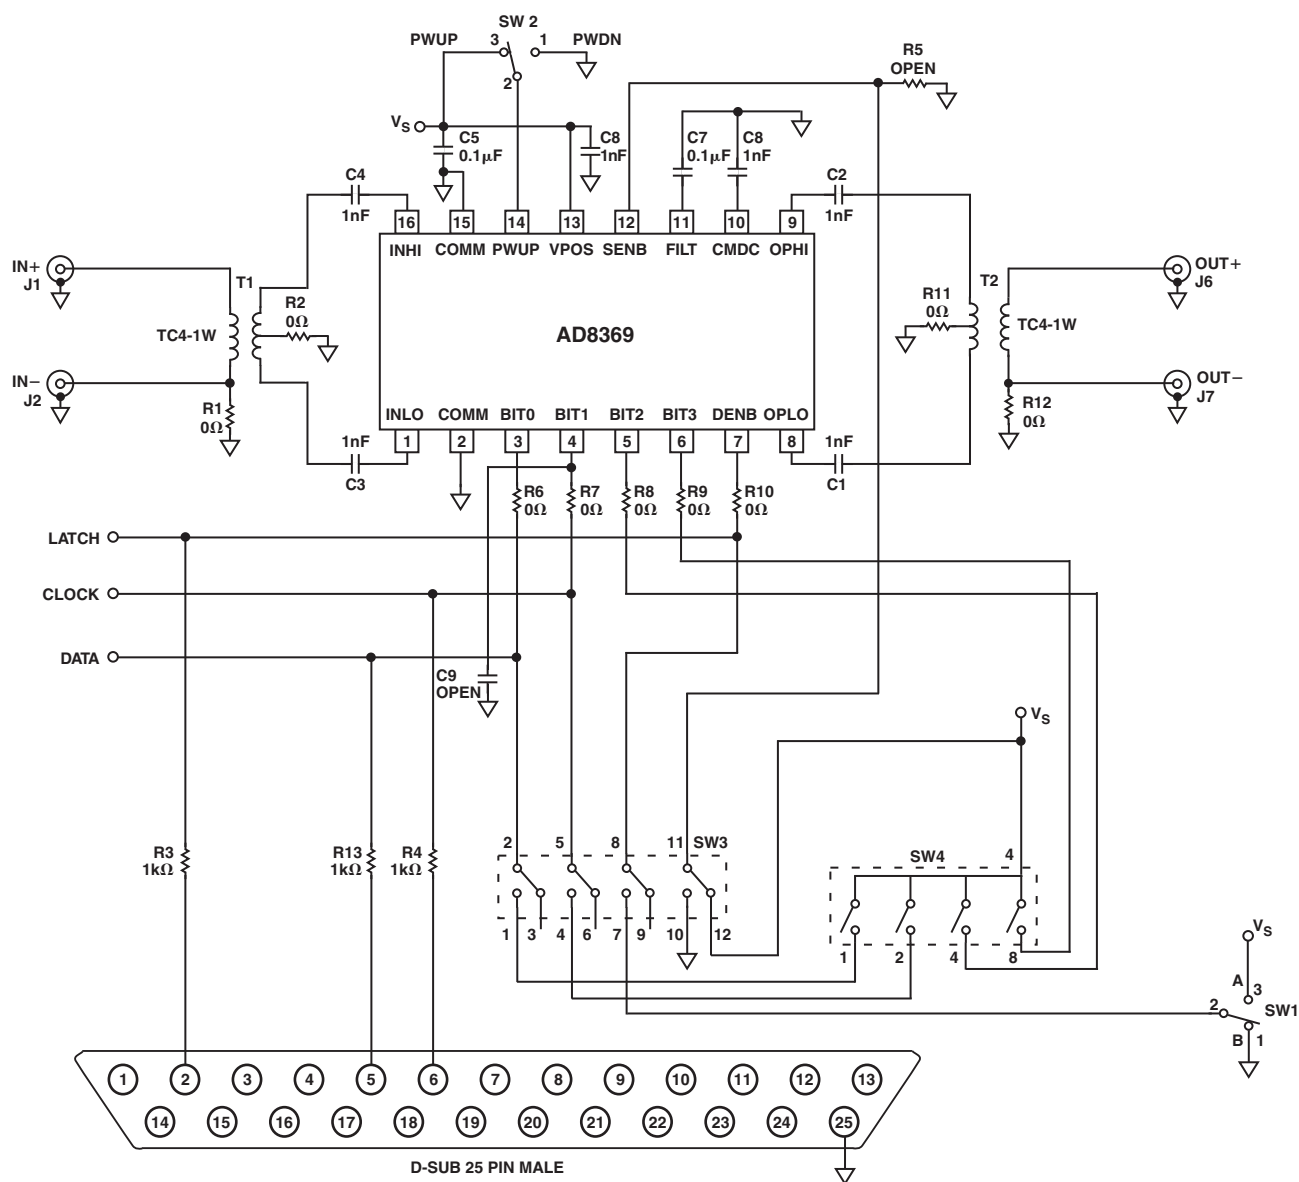 SW 2
PWUP 3 1 PWDN
2
R5
OPEN
VS
C5
0.1µF
C8
1nF
C7
0.1µF
C8
1nF
C4
1nF
C2
1nF
16 15 14 13 12 11 10 9
INHI COMM PWUP VPOS SENB FILT CMDC OPHI
IN+
J1
T1
R2
0Ω
TC4-1W
AD8369
R11
0Ω
T2
TC4-1W
OUT+
J6
IN−
J2
R1
0Ω
OUT−
J7
R12
0Ω
INLO COMM BIT0 BIT1 BIT2 BIT3 DENB OPLO
1 2 3 4 5 6 7 8
1nF
C3
1nF
C1
R6
0Ω
R7
0Ω
R8
0Ω
R9
0Ω
R10
0Ω
LATCH
CLOCK
DATA
C9
OPEN
VS
R3
1kΩ
R13
1kΩ
R4
1kΩ
2 5 8 11 SW3
1 3 4 6 7 9 10 12
SW4 4
1 2 4 8
VS
A 3
2 SW1
B 1
1 2 3 4 5 6 7 8 9 10 11 12 13
14 15 16 17 18 19 20 21 22 23 24 25
D-SUB 25 PIN MALE